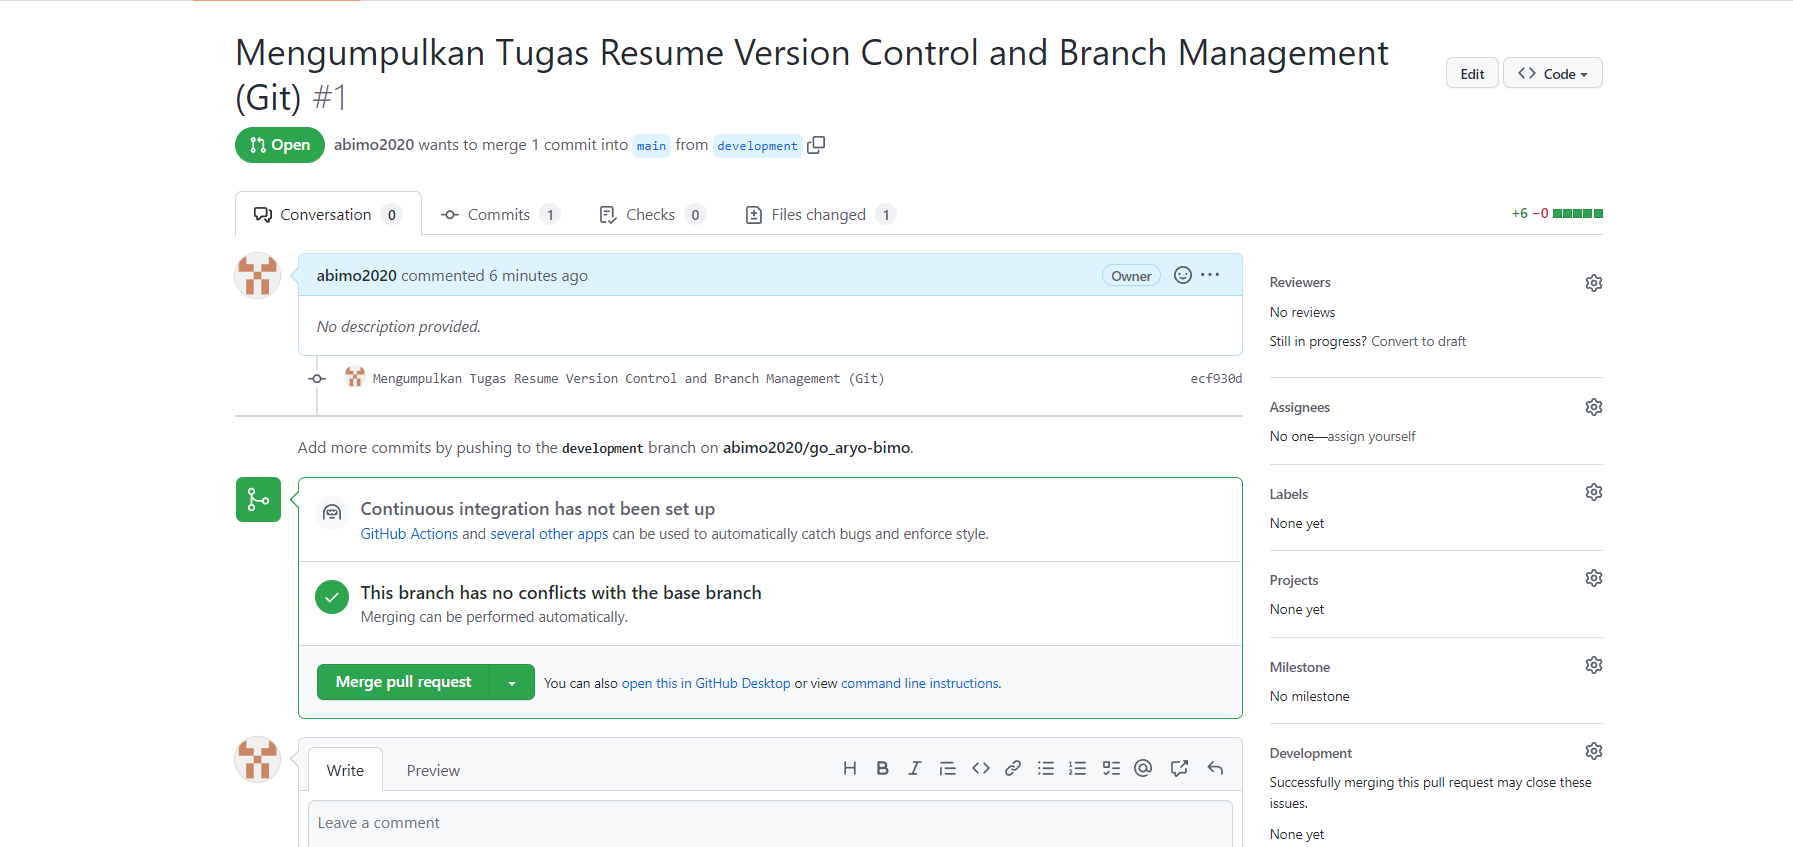 Mengumpulkan Tugas Resume Version Control and Branch Management
(Git) #1
Edit
Code
Open
abimo2020 wants to merge 1 commit into main from development
Conversation 0
Commits 1
Checks 0
Files changed 1
+6 −0
abimo2020 commented 6 minutes ago
Owner
No description provided.
Mengumpulkan Tugas Resume Version Control and Branch Management (Git)
ecf930d
Add more commits by pushing to the development branch on abimo2020/go_aryo-bimo.
Continuous integration has not been set up
GitHub Actions and several other apps can be used to automatically catch bugs and enforce style.
This branch has no conflicts with the base branch
Merging can be performed automatically.
Merge pull request
You can also open this in GitHub Desktop or view command line instructions.
Write
Preview
Leave a comment
Reviewers
No reviews
Still in progress? Convert to draft
Assignees
No one—assign yourself
Labels
None yet
Projects
None yet
Milestone
No milestone
Development
Successfully merging this pull request may close these
issues.
None yet